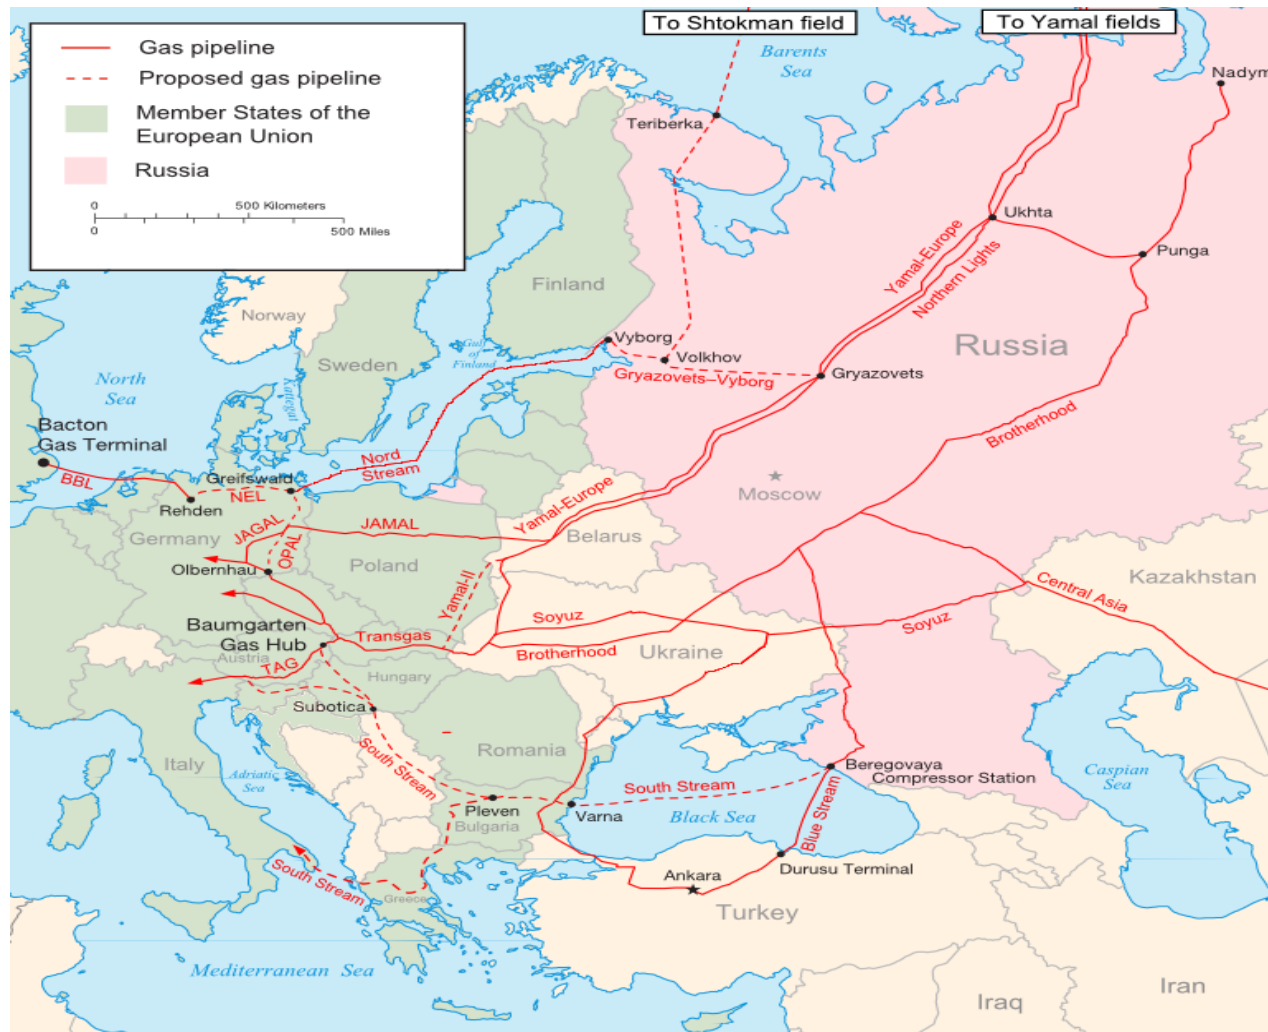 To Shtokman field
To Yamal fields
Gas pipeline
Proposed gas pipeline
Member States of the
European Union
Russia
0
500 Kilometers
0
500 Miles
Barents
Sea
Nadym
Teriberka
Ukhta
Yamal-Europe
Northern Lights
Punga
Finland
Norway
Vyborg
Volkhov
Russia
Gulf
of
Finland
Sweden
Gryazovets–Vyborg
Gryazovets
North
Sea
Kattegat
Brotherhood
Bacton
Gas Terminal
Nord
Stream
BBL
Greifswald
NEL
Moscow
Rehden
Yamal-Europe
JAGAL
JAMAL
Germany
OPAL
Belarus
Poland
Olbernhau
Yamal-II
Kazakhstan
Central Asia
Soyuz
Soyuz
Baumgarten
Gas Hub
Transgas
Brotherhood
Ukraine
Austria
TAG
Hungary
Subotica
South Stream
Romania
Italy
Adriatic
Sea
Beregovaya
Compressor Station
Caspian
Sea
South Stream
Pleven
Varna
Black Sea
Blue Stream
Bulgaria
South Stream
Ankara
Durusu Terminal
Greece
Turkey
Mediterranean Sea
Iraq
Iran